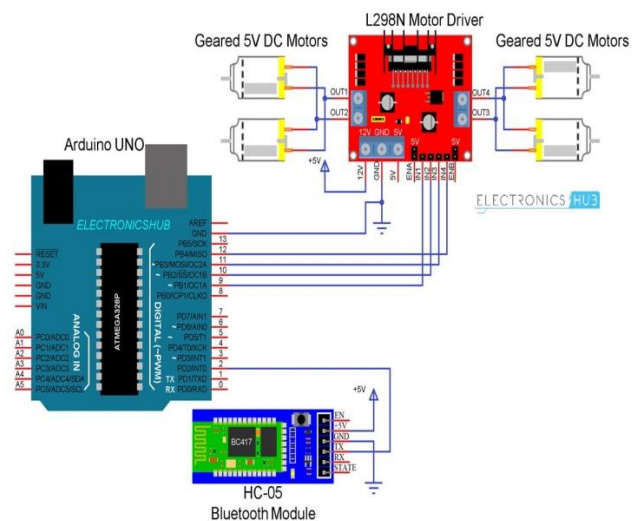 L298N Motor Driver
Geared 5V DC Motors
Geared 5V DC Motors
OUT1
OUT2
OUT4
OUT3
12V GND 5V
5V
5V
+5V
12V
GND
5V
ENA
IN1
IN2
IN3
IN4
ENB
ELECTRONICS HUB
Arduino UNO
ELECTRONICSHUB
AREF
GND
PB5/SCK 13
PB4/MISO 12
~PB3/MOSI/OC2A 11
~PB2/SS/OC1B 10
~PB1/OC1A 9
PB0/ICP1/CLKO 8
RESET
3.3V
5V
GND
GND
VIN
ATMEGA328P
ANALOG IN
DIGITAL (~PWM)
A0 PC0/ADC0
A1 PC1/ADC1
A2 PC2/ADC2
A3 PC3/ADC3
A4 PC4/ADC4/SDA
A5 PC5/ADC5/SCL
PD7/AIN1 7
~PD6/AIN0 6
~PD5/T1 5
PD4/T0/XCK 4
~PD3/INT1 3
PD2/INT0 2
TX PD1/TXD 1
RX PD0/RXD 0
+5V
BC417
EN
+5V
GND
TX
RX
STATE
HC-05
Bluetooth Module